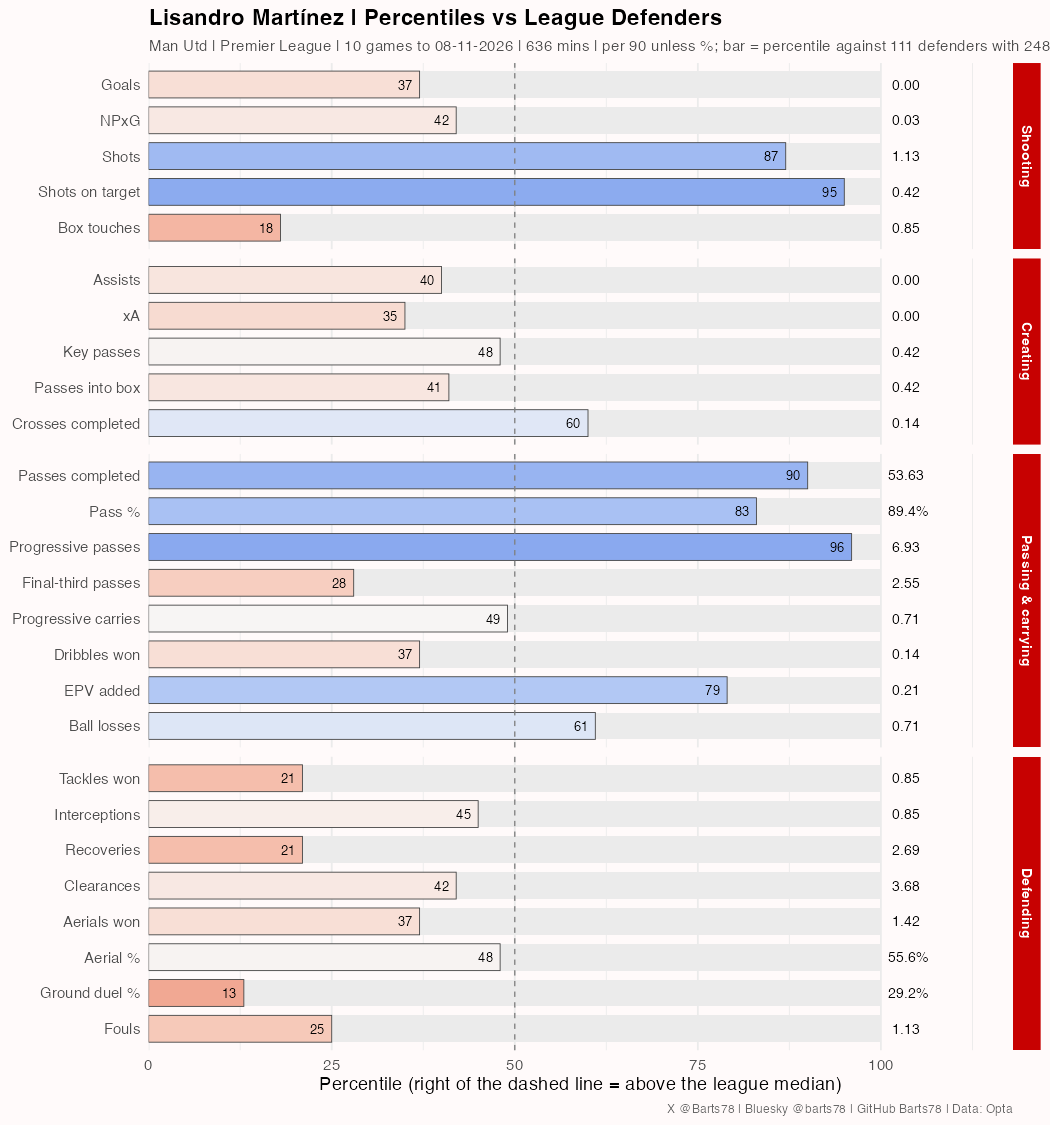 Lisandro Martínez | Percentiles vs League Defenders
Man Utd | Premier League | 10 games to 08-11-2026 | 636 mins | per 90 unless %; bar = percentile against 111 defenders with 248
Goals 37 0.00
NPxG 42 0.03
Shots 87 1.13
Shots on target 95 0.42
Box touches 18 0.85
Shooting
Assists 40 0.00
xA 35 0.00
Key passes 48 0.42
Passes into box 41 0.42
Crosses completed 60 0.14
Creating
Passes completed 90 53.63
Pass % 83 89.4%
Progressive passes 96 6.93
Final-third passes 28 2.55
Progressive carries 49 0.71
Dribbles won 37 0.14
EPV added 79 0.21
Ball losses 61 0.71
Passing & carrying
Tackles won 21 0.85
Interceptions 45 0.85
Recoveries 21 2.69
Clearances 42 3.68
Aerials won 37 1.42
Aerial % 48 55.6%
Ground duel % 13 29.2%
Fouls 25 1.13
Defending
0 25 50 75 100
Percentile (right of the dashed line = above the league median)
X @Barts78 | Bluesky @barts78 | GitHub Barts78 | Data: Opta